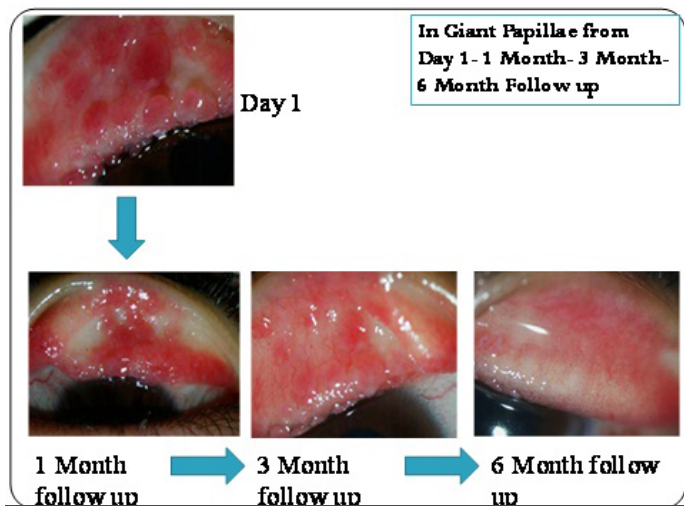 In Giant Papillae from
Day 1- 1 Month- 3 Month-
6 Month Follow up
Day 1
1 Month
follow up
3 Month
follow up
6 Month follow
up